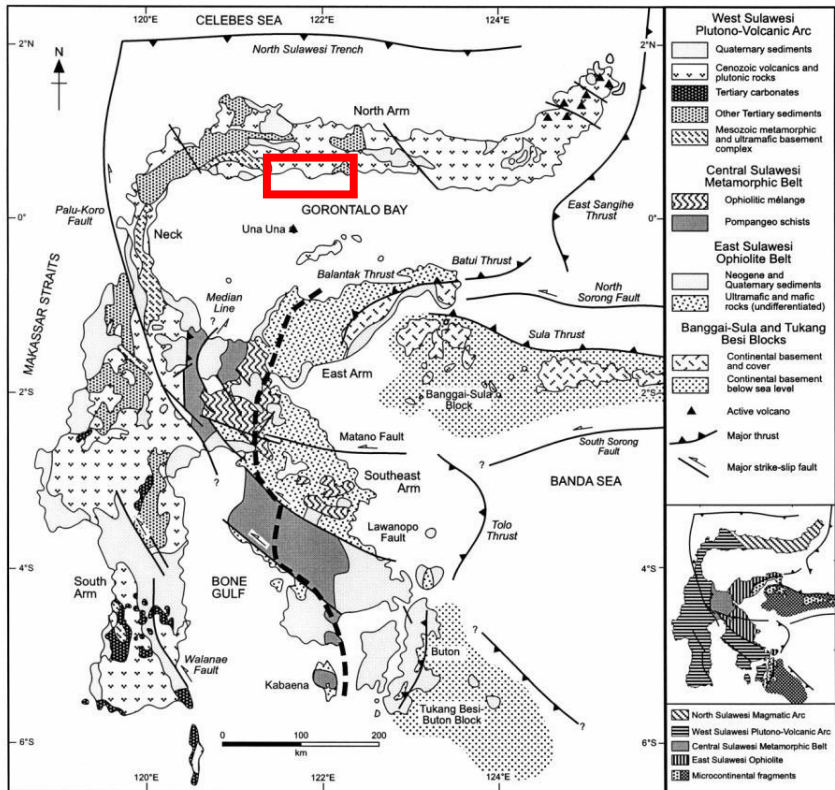 120°E
CELEBES SEA
122°E
124°E
2°N
2°N
N
North Sulawesi Trench
North Arm
Palu-Koro
Fault
0°
0°
GORONTALO BAY
East Sangihe
Thrust
Neck
Una Una
Batui Thrust
Balantak Thrust
North
Sorong Fault
MAKASSAR STRAITS
Median
Line
?
Sula Thrust
East Arm
2°S
2°S
Banggai-Sula
Block
Matano Fault
South Sorong
Fault
?
?
Southeast
Arm
BANDA SEA
Lawanopo
Fault
Tolo
Thrust
4°S
4°S
South
Arm
BONE
GULF
?
Walanae
Fault
Buton
Kabaena
Tukang Besi-
Buton Block
?
6°S
6°S
0
100
200
km
120°E
122°E
124°E
West Sulawesi
Plutono-Volcanic Arc
Quaternary sediments
Cenozoic volcanics and
plutonic rocks
Tertiary carbonates
Other Tertiary sediments
Mesozoic metamorphic
and ultramafic basement
complex
Central Sulawesi
Metamorphic Belt
Ophiolitic mélange
Pompangeo schists
East Sulawesi
Ophiolite Belt
Neogene and
Quaternary sediments
Ultramafic and mafic
rocks (undifferentiated)
Banggai-Sula and Tukang
Besi Blocks
Continental basement
and cover
Continental basement
below sea level
Active volcano
Major thrust
Major strike-slip fault
North Sulawesi Magmatic Arc
West Sulawesi Plutono-Volcanic Arc
Central Sulawesi Metamorphic Belt
East Sulawesi Ophiolite
Microcontinental fragments